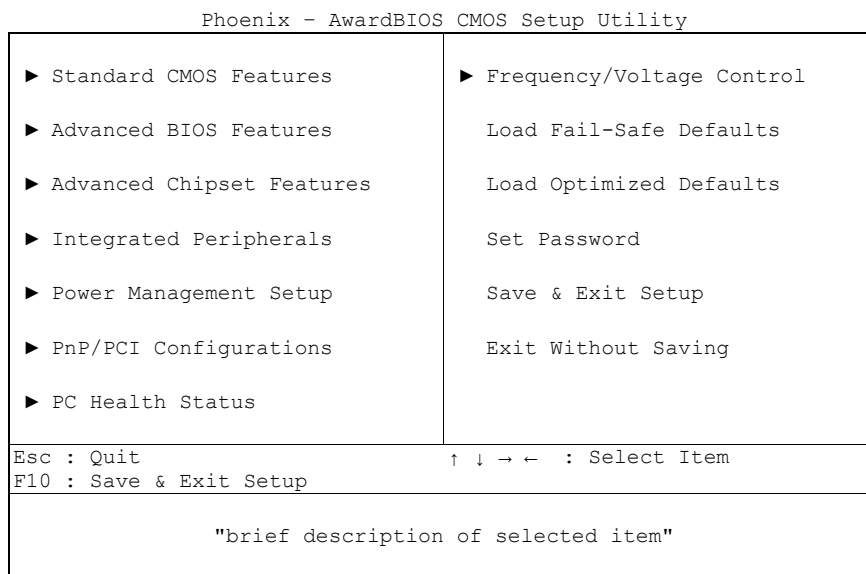 Phoenix – AwardBIOS CMOS Setup Utility
► Standard CMOS Features
► Advanced BIOS Features
► Advanced Chipset Features
► Integrated Peripherals
► Power Management Setup
► PnP/PCI Configurations
► PC Health Status
► Frequency/Voltage Control
Load Fail-Safe Defaults
Load Optimized Defaults
Set Password
Save & Exit Setup
Exit Without Saving
Esc : Quit
↑ ↓ → ← : Select Item
F10 : Save & Exit Setup
"brief description of selected item"